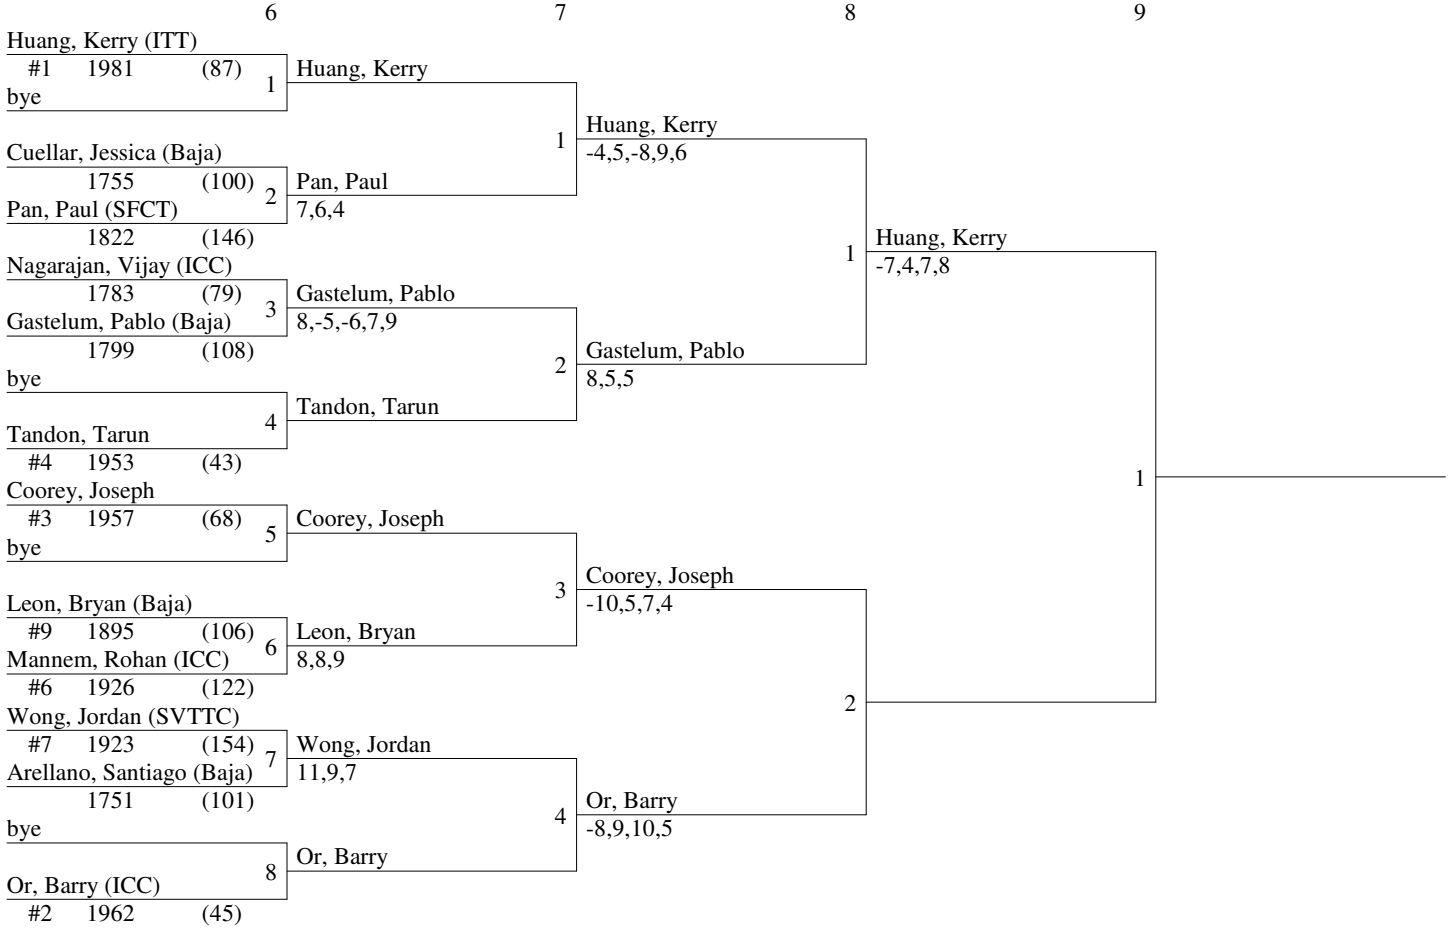 6 7 8 9
Huang, Kerry (ITT)
#1 1981 (87) 1 Huang, Kerry
bye
1 Huang, Kerry
-4,5,-8,9,6
Cuellar, Jessica (Baja)
1755 (100) 2 Pan, Paul
Pan, Paul (SFCT) 7,6,4
1822 (146)
1 Huang, Kerry
-7,4,7,8
Nagarajan, Vijay (ICC)
1783 (79) 3 Gastelum, Pablo
Gastelum, Pablo (Baja) 8,-5,-6,7,9
1799 (108)
2 Gastelum, Pablo
8,5,5
bye
4 Tandon, Tarun
Tandon, Tarun
#4 1953 (43)
1
Coorey, Joseph
#3 1957 (68) 5 Coorey, Joseph
bye
3 Coorey, Joseph
-10,5,7,4
Leon, Bryan (Baja)
#9 1895 (106) 6 Leon, Bryan
Mannem, Rohan (ICC) 8,8,9
#6 1926 (122)
2
Wong, Jordan (SVTTC)
#7 1923 (154) 7 Wong, Jordan
Arellano, Santiago (Baja) 11,9,7
1751 (101)
4 Or, Barry
-8,9,10,5
bye
8 Or, Barry
Or, Barry (ICC)
#2 1962 (45)